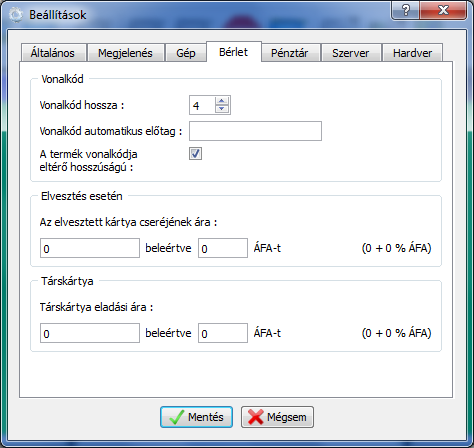 Beállítások
Általános Megjelenés Gép Bérlet Pénztár Szerver Hardver
Vonalkód
Vonalkód hossza : 4
Vonalkód automatikus előtag :
A termék vonalkódja
eltérő hosszúságú :
Elvesztés esetén
Az elvesztett kártya cseréjének ára :
0 beleértve 0 ÁFA-t (0 + 0 % ÁFA)
Társkártya
Társkártya eladási ára :
0 beleértve 0 ÁFA-t (0 + 0 % ÁFA)
Mentés Mégsem